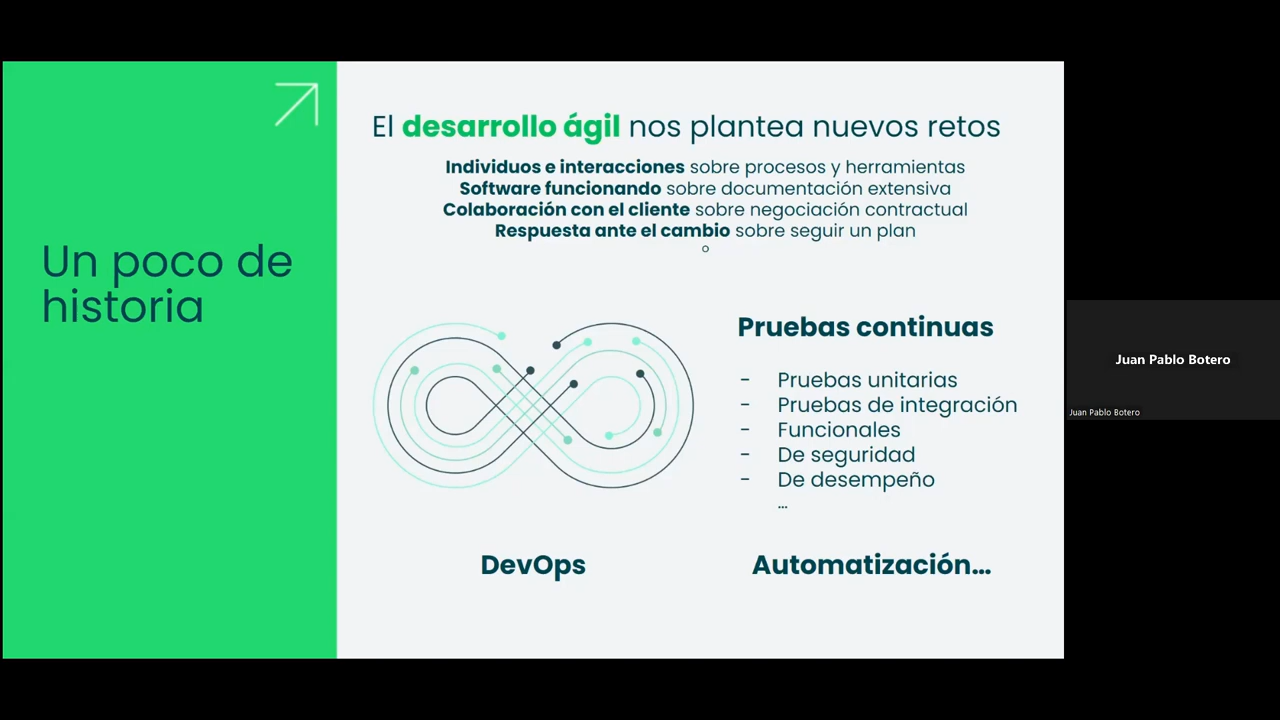 Un poco de
historia
El desarrollo ágil nos plantea nuevos retos
Individuos e interacciones sobre procesos y herramientas
Software funcionando sobre documentación extensiva
Colaboración con el cliente sobre negociación contractual
Respuesta ante el cambio sobre seguir un plan
DevOps
Pruebas continuas
- Pruebas unitarias
- Pruebas de integración
- Funcionales
- De seguridad
- De desempeño
...
Automatización...
Juan Pablo Botero
Juan Pablo Botero